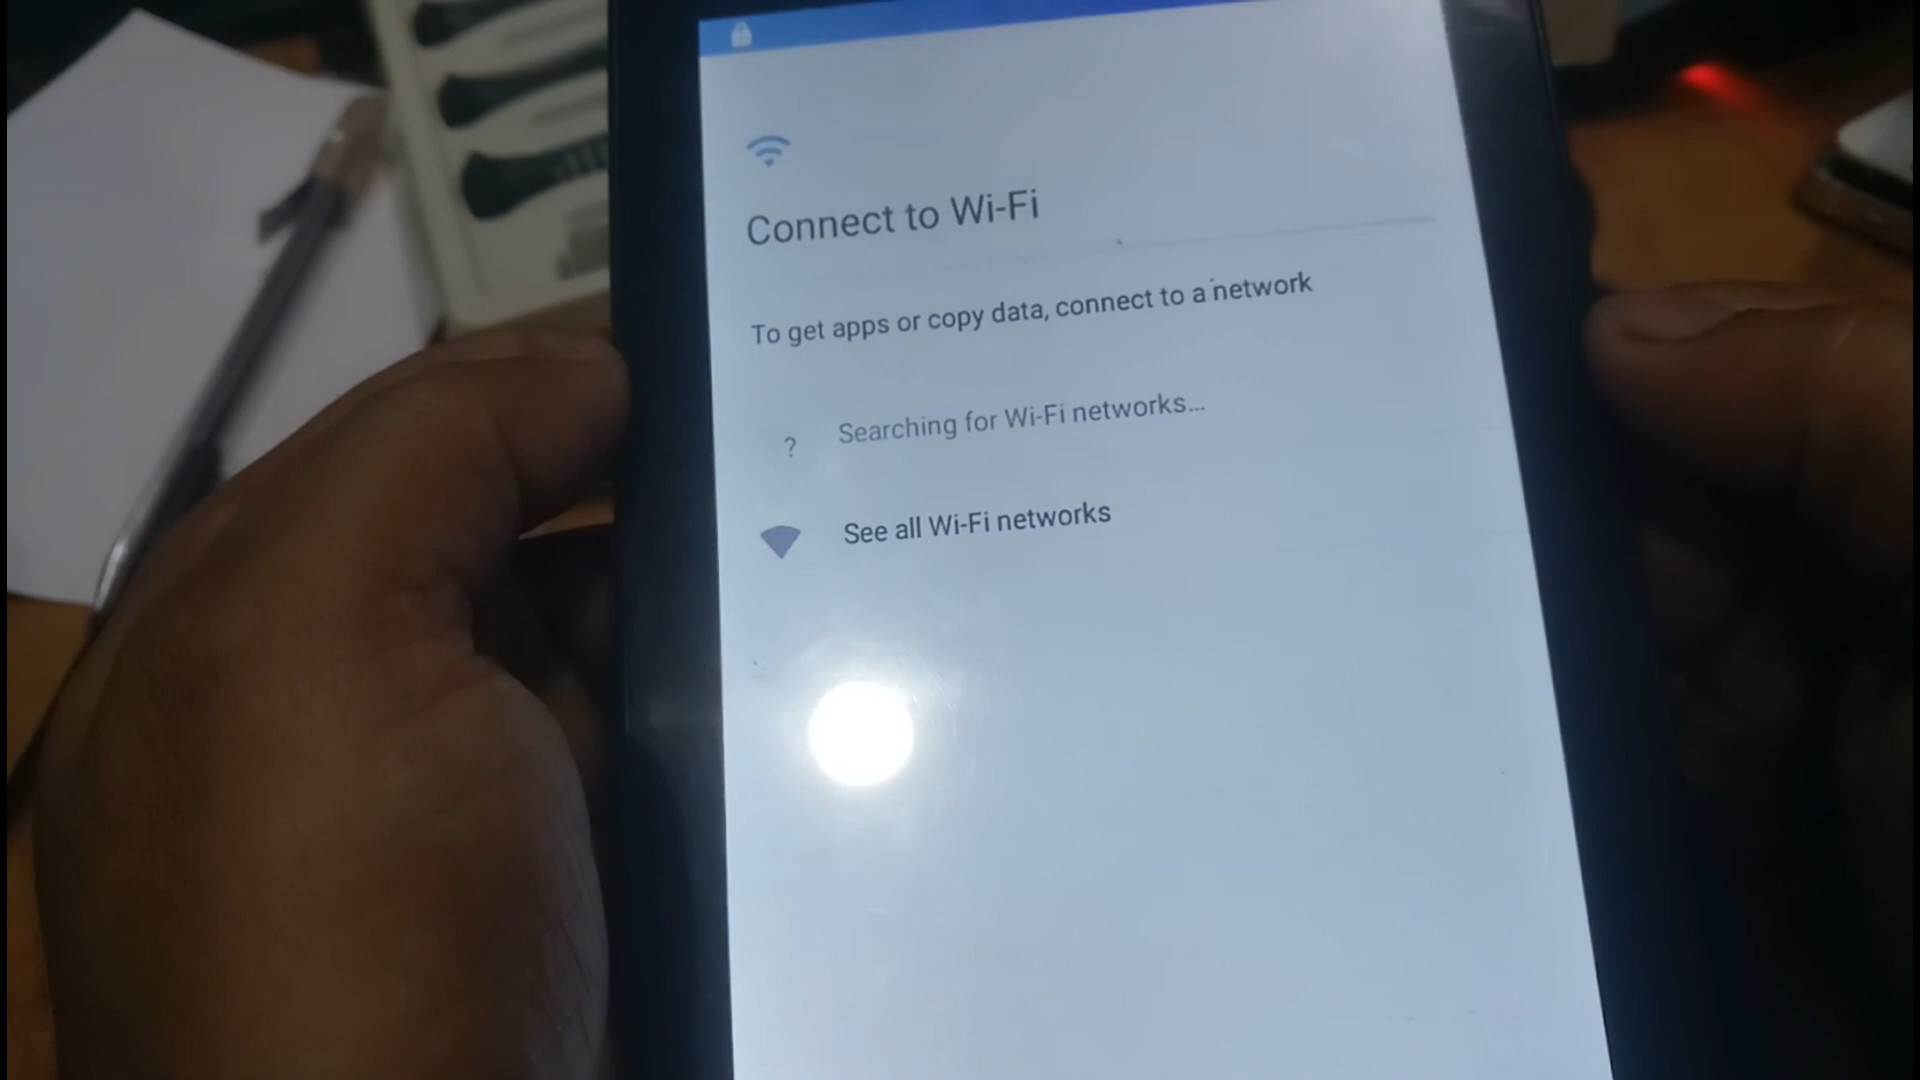 Connect to Wi-Fi
To get apps or copy data, connect to a network
? Searching for Wi-Fi networks...
See all Wi-Fi networks